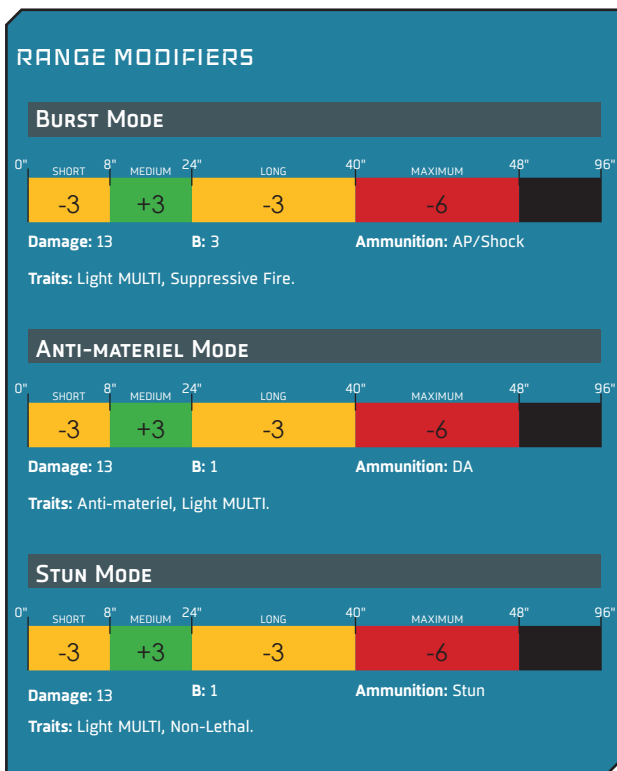 RANGE MODIFIERS
BURST MODE
0" SHORT 8" MEDIUM 24" LONG 40" MAXIMUM 48" 96"
-3 +3 -3 -6
Damage: 13 B: 3 Ammunition: AP/Shock
Traits: Light MULTI, Suppressive Fire.
ANTI-MATERIEL MODE
0" SHORT 8" MEDIUM 24" LONG 40" MAXIMUM 48" 96"
-3 +3 -3 -6
Damage: 13 B: 1 Ammunition: DA
Traits: Anti-materiel, Light MULTI.
STUN MODE
0" SHORT 8" MEDIUM 24" LONG 40" MAXIMUM 48" 96"
-3 +3 -3 -6
Damage: 13 B: 1 Ammunition: Stun
Traits: Light MULTI, Non-Lethal.